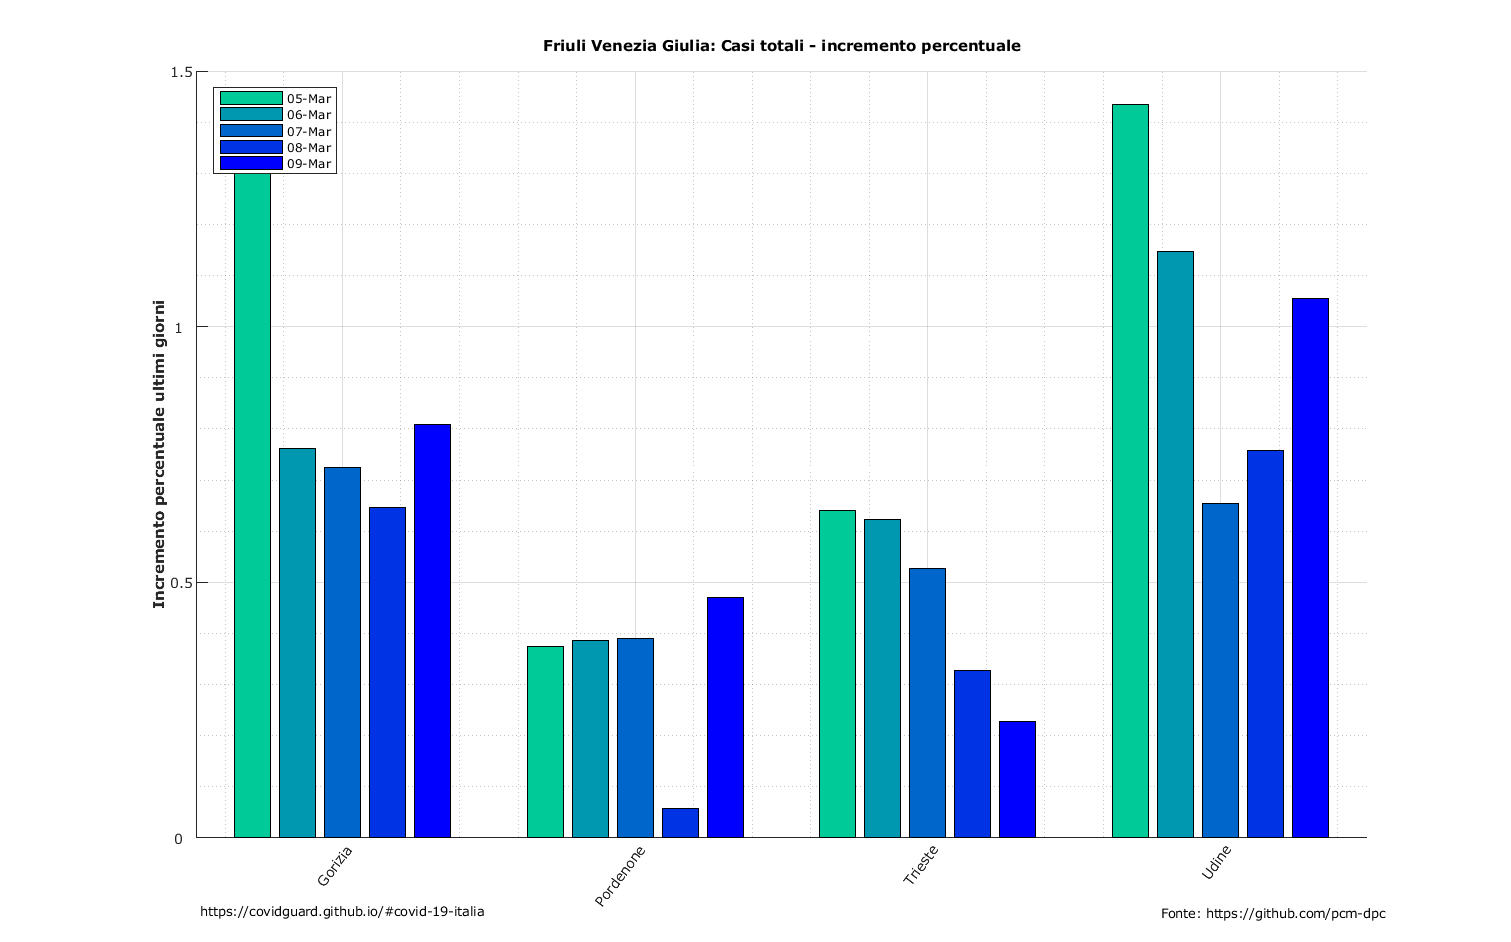 Friuli Venezia Giulia: Casi totali - incremento percentuale
1.5
05-Mar
06-Mar
07-Mar
08-Mar
09-Mar
1
0.5
0
Incremento percentuale ultimi giorni
Gorizia
Pordenone
Trieste
Udine
https://covidguard.github.io/#covid-19-italia
Fonte: https://github.com/pcm-dpc